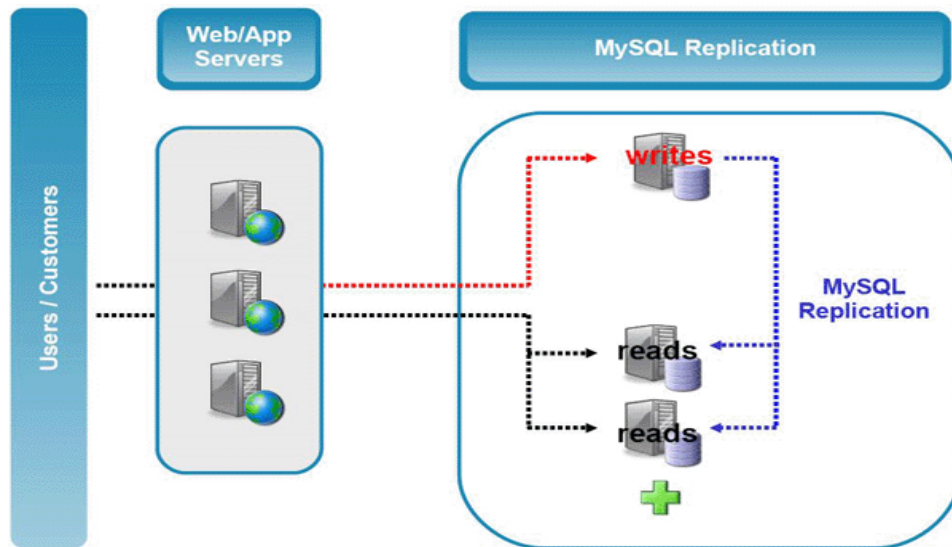 Users / Customers
Web/App
Servers
MySQL Replication
writes
MySQL
Replication
reads
reads